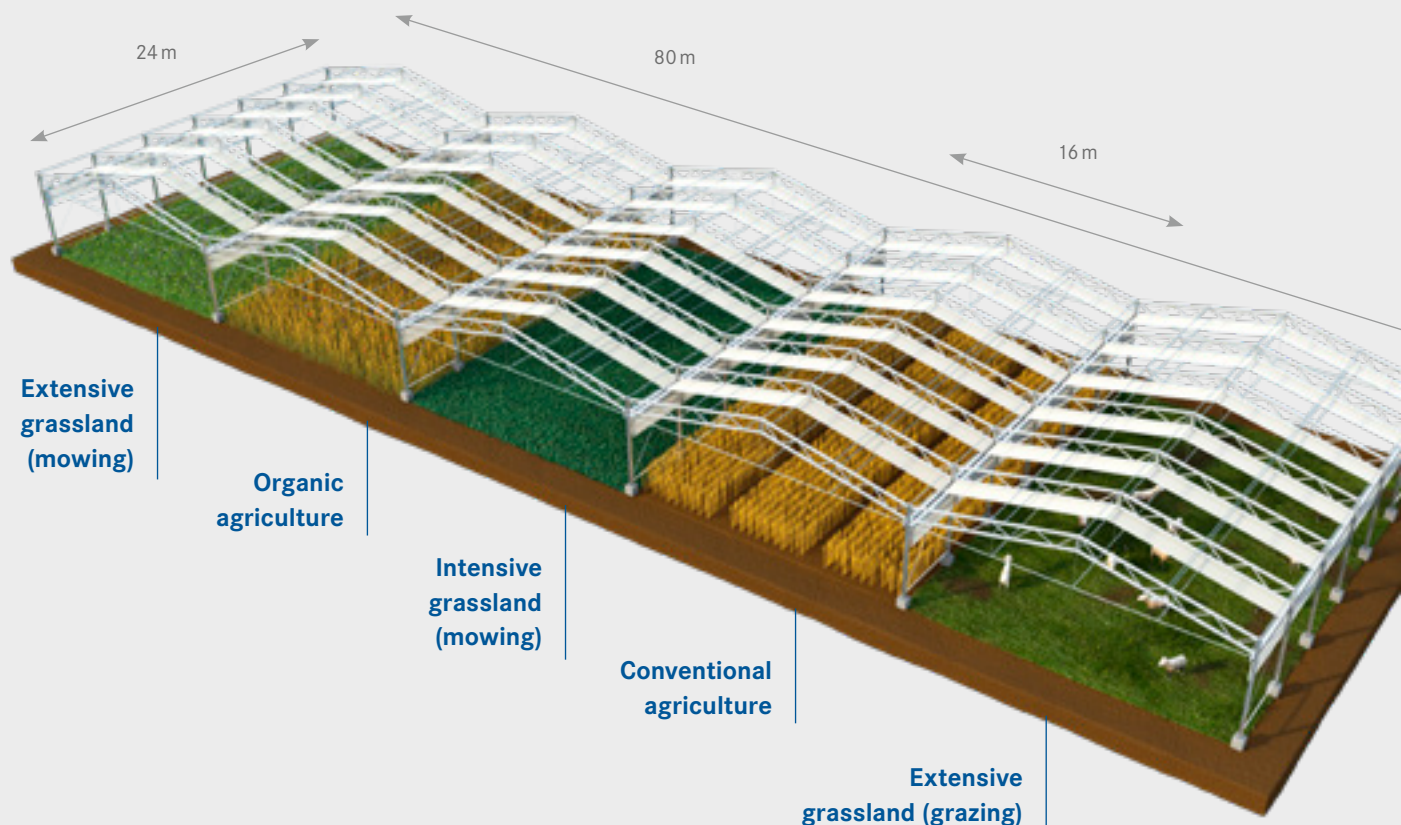 24 m
80 m
16 m
Extensive
grassland
(mowing)
Organic
agriculture
Intensive
grassland
(mowing)
Conventional
agriculture
Extensive
grassland (grazing)